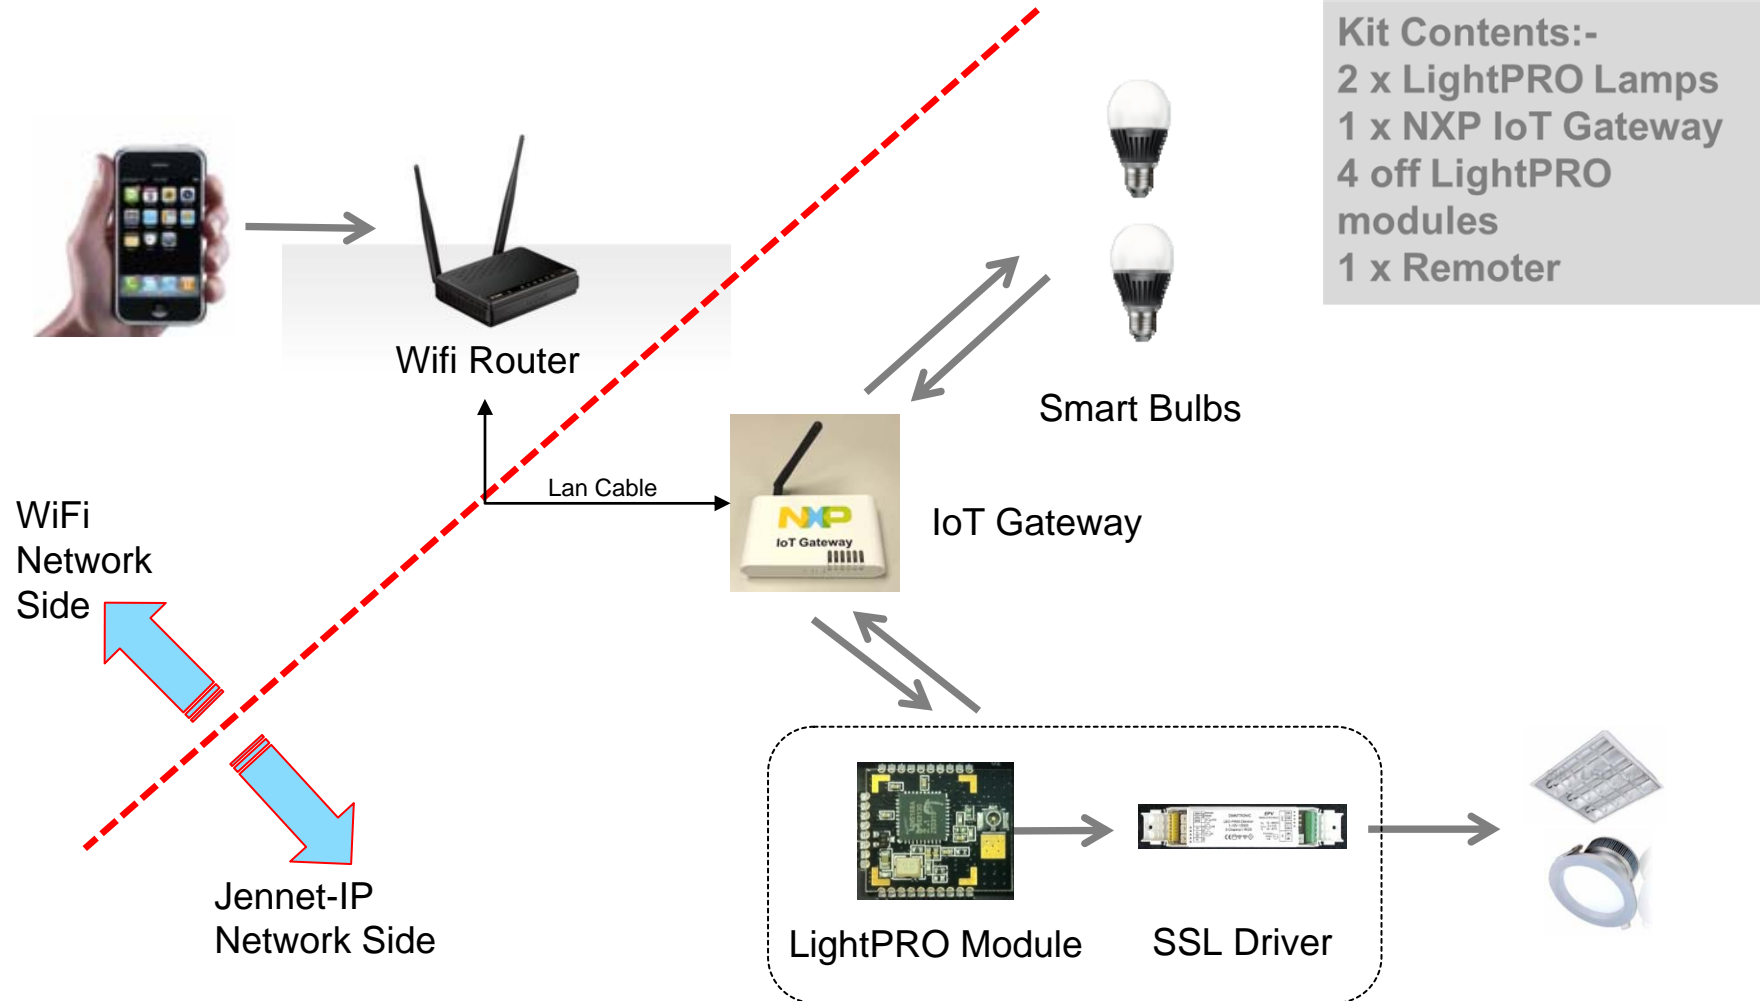 Kit Contents:-
2 x LightPRO Lamps
1 x NXP IoT Gateway
4 off LightPRO
modules
1 x Remoter
Wifi Router
Smart Bulbs
Lan Cable
NXP
IoT Gateway
IoT Gateway
WiFi
Network
Side
Jennet-IP
Network Side
LightPRO Module
SSL Driver